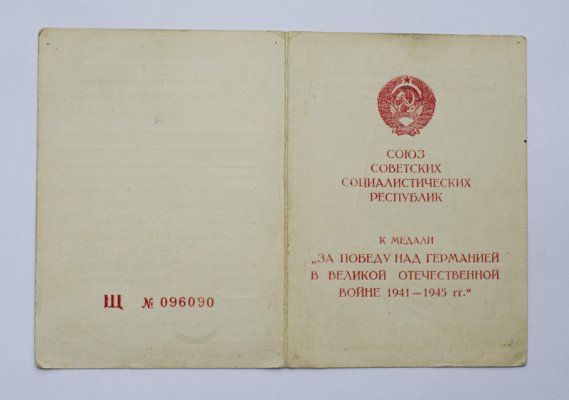 Щ № 096090
СОЮЗ
СОВЕТСКИХ
СОЦИАЛИСТИЧЕСКИХ
РЕСПУБЛИК
К МЕДАЛИ
„ЗА ПОБЕДУ НАД ГЕРМАНИЕЙ
В ВЕЛИКОЙ ОТЕЧЕСТВЕННОЙ
ВОЙНЕ 1941—1945 гг.“